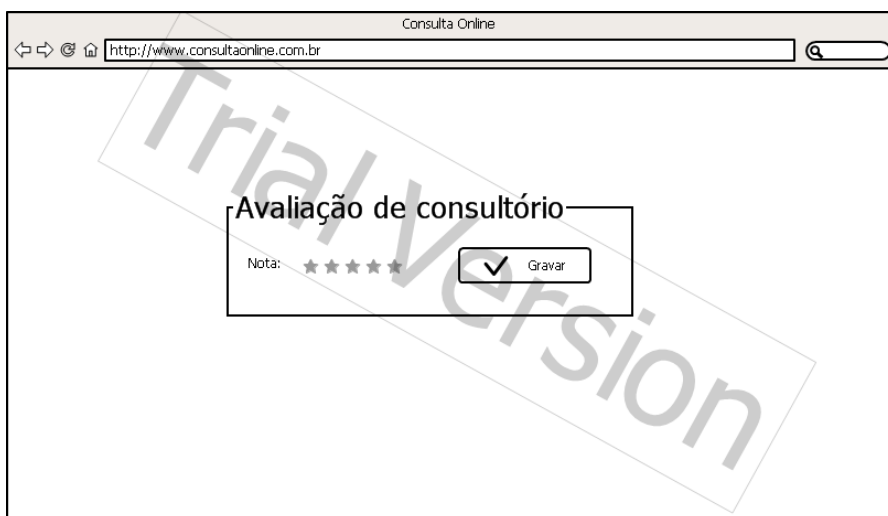 Consulta Online
http://www.consultaonline.com.br
Avaliação de consultório
Nota:
Gravar
Trial Version